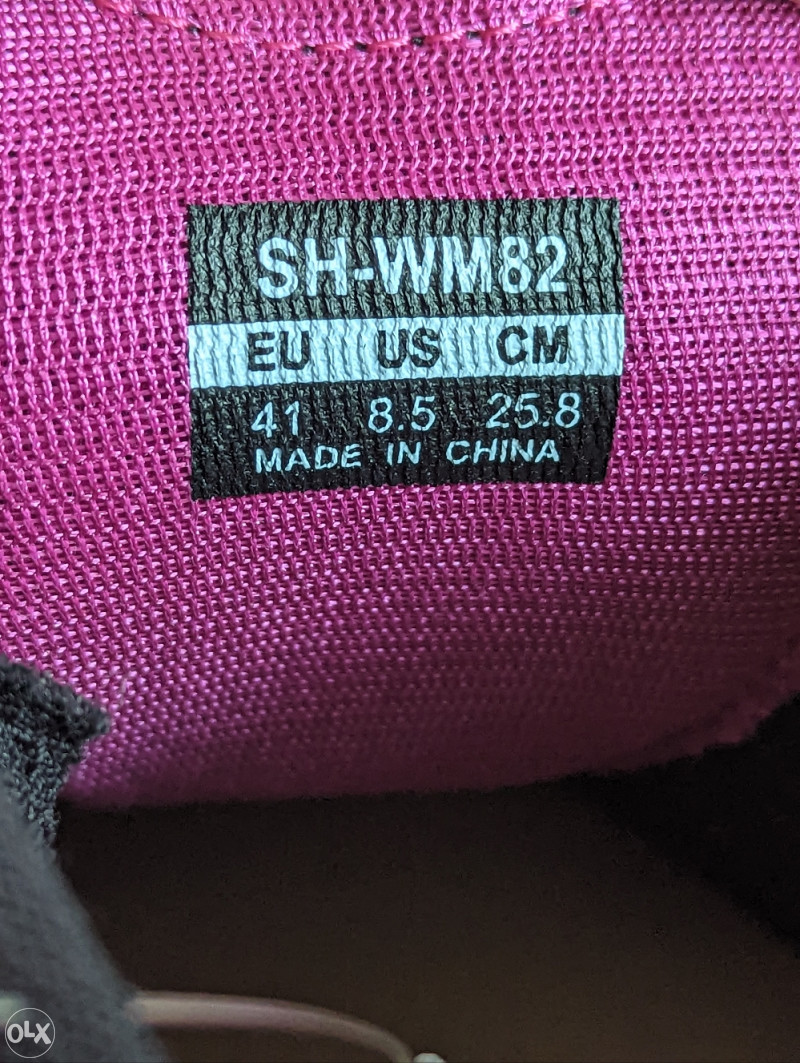 SH-WM82
EU US CM
41 8.5 25.8
MADE IN CHINA
OLX